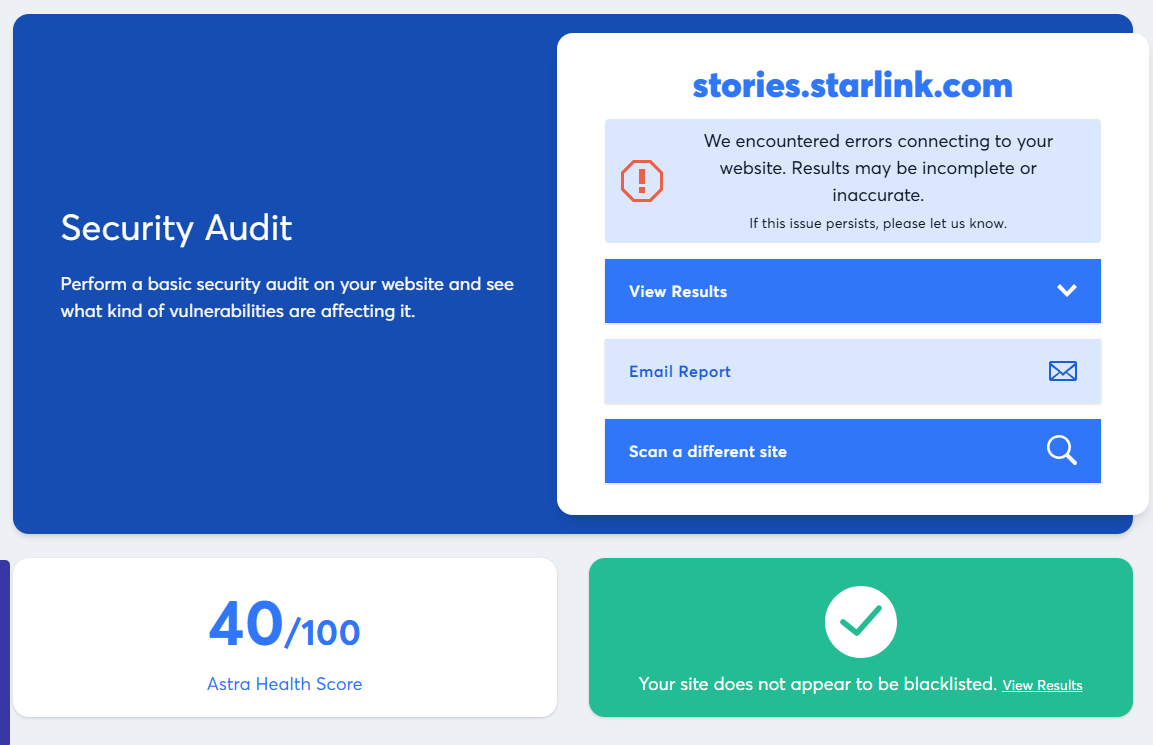 Security Audit
Perform a basic security audit on your website and see
what kind of vulnerabilities are affecting it.
stories.starlink.com
We encountered errors connecting to your
website. Results may be incomplete or
inaccurate.
If this issue persists, please let us know.
View Results
Email Report
Scan a different site
40/100
Astra Health Score
Your site does not appear to be blacklisted. View Results